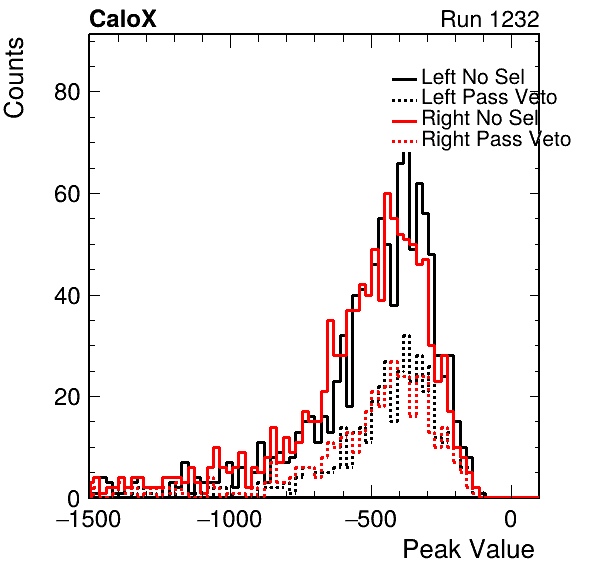 CaloX Run 1232
Counts
Left No Sel
Left Pass Veto
Right No Sel
Right Pass Veto
80
60
40
20
0
−1500 −1000 −500 0
Peak Value